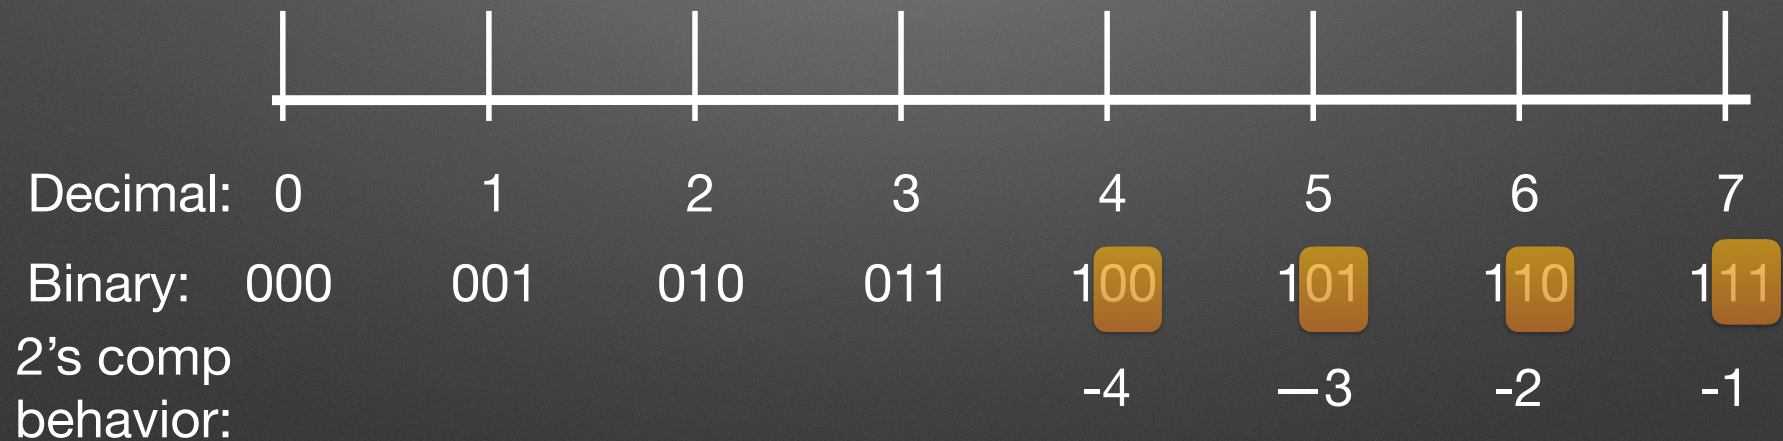 Decimal: 0 1 2 3 4 5 6 7
Binary: 000 001 010 011 100 101 110 111
2’s comp
behavior: -4 —3 -2 -1